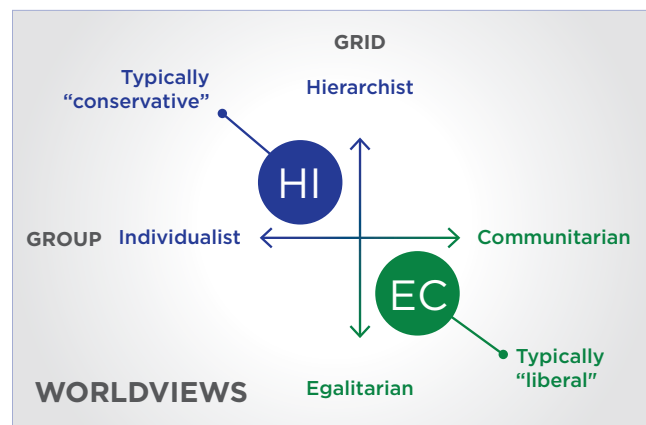 GRID
Typically
“conservative”
Hierarchist
HI
GROUP
Individualist
Communitarian
EC
Typically
“liberal"
WORLDVIEWS
Egalitarian